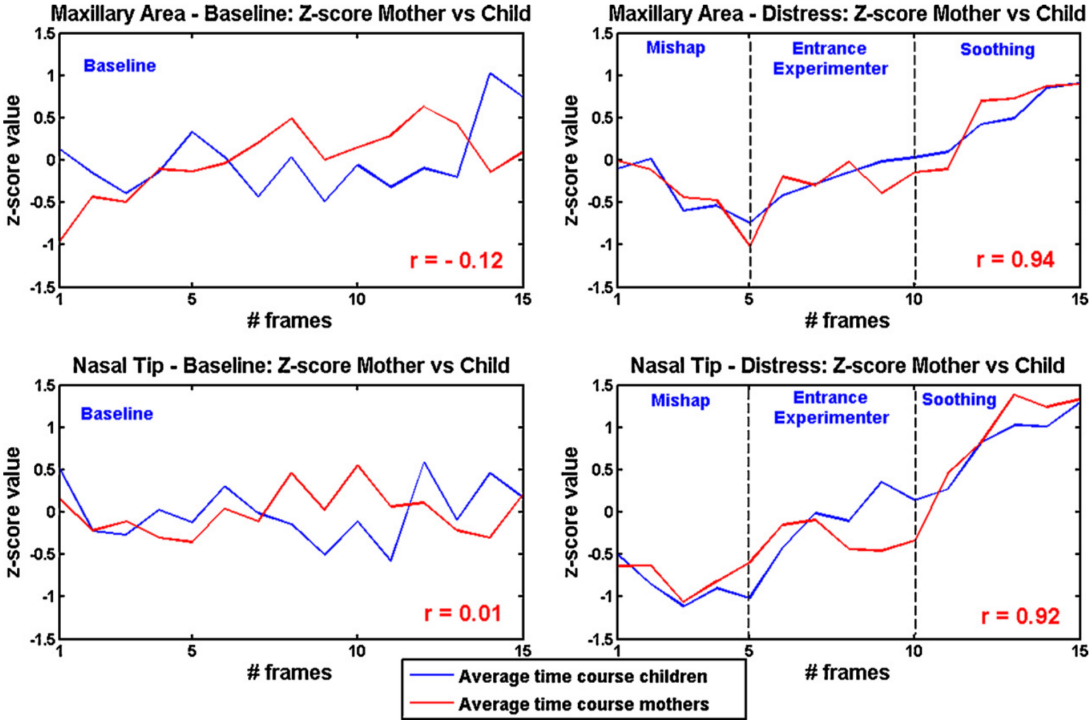 Maxillary Area - Baseline: Z-score Mother vs Child
1.5
1
0.5
0
-0.5
-1
-1.5
z-score value
Baseline
r = - 0.12
1 5 10 15
# frames
Maxillary Area - Distress: Z-score Mother vs Child
1.5
1
0.5
0
-0.5
-1
-1.5
z-score value
Mishap
Entrance
Experimenter
Soothing
r = 0.94
1 5 10 15
# frames
Nasal Tip - Baseline: Z-score Mother vs Child
1.5
1
0.5
0
-0.5
-1
-1.5
z-score value
Baseline
r = 0.01
1 5 10 15
# frames
Nasal Tip - Distress: Z-score Mother vs Child
1.5
1
0.5
0
-0.5
-1
-1.5
z-score value
Mishap
Entrance
Experimenter
Soothing
r = 0.92
1 5 10 15
# frames
Average time course children
Average time course mothers